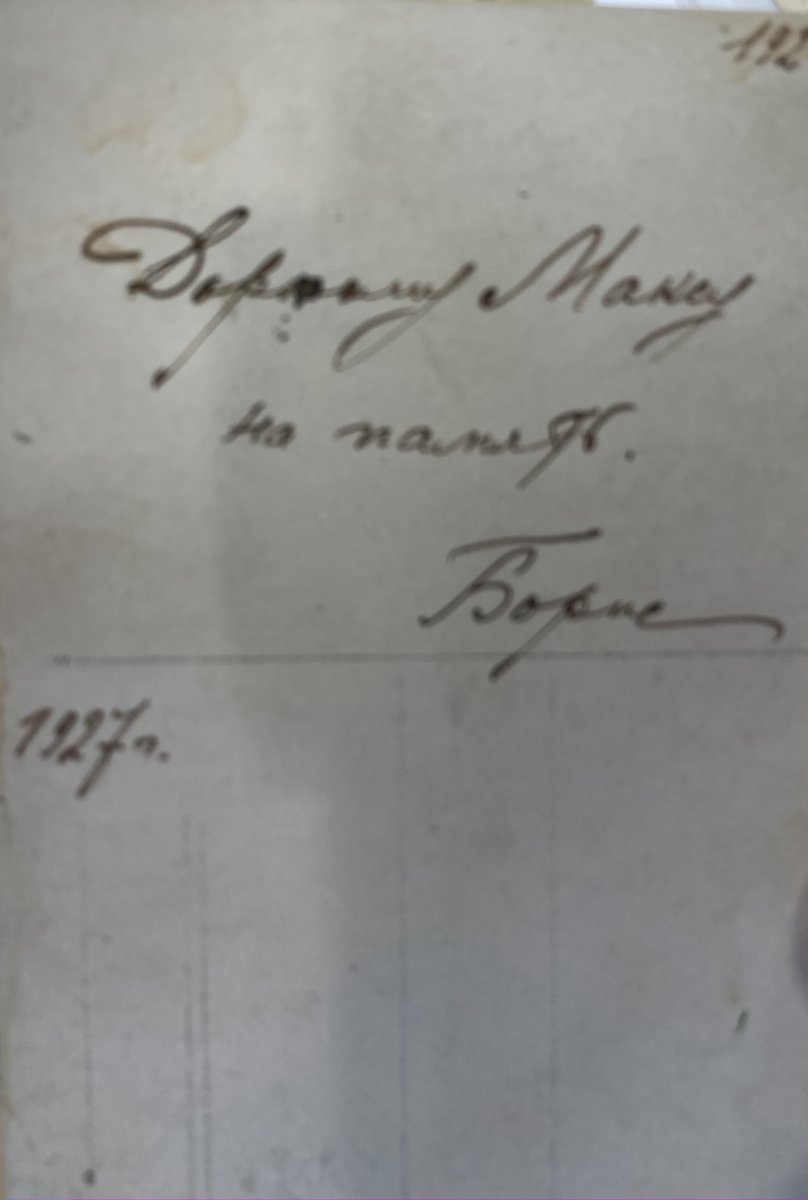 192
Дорогому Максу
на память.
Борис
1927 г.